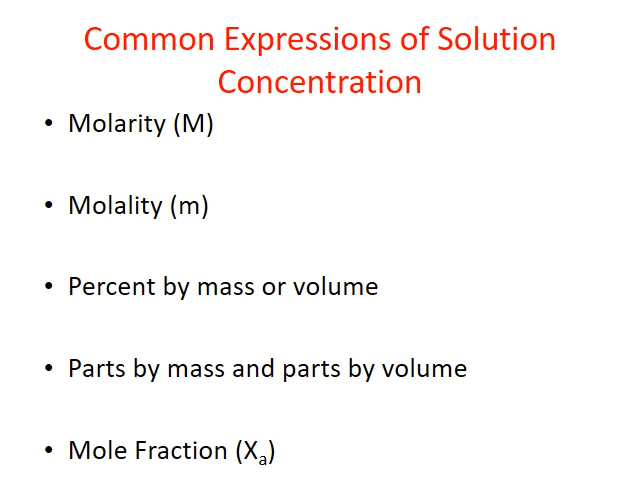 Common Expressions of Solution
Concentration
• Molarity (M)
• Molality (m)
• Percent by mass or volume
• Parts by mass and parts by volume
• Mole Fraction (Xₐ)